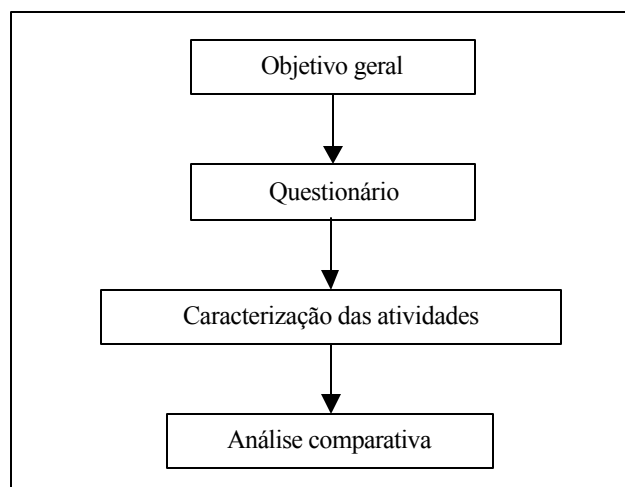 Objetivo geral
Questionário
Caracterização das atividades
Análise comparativa